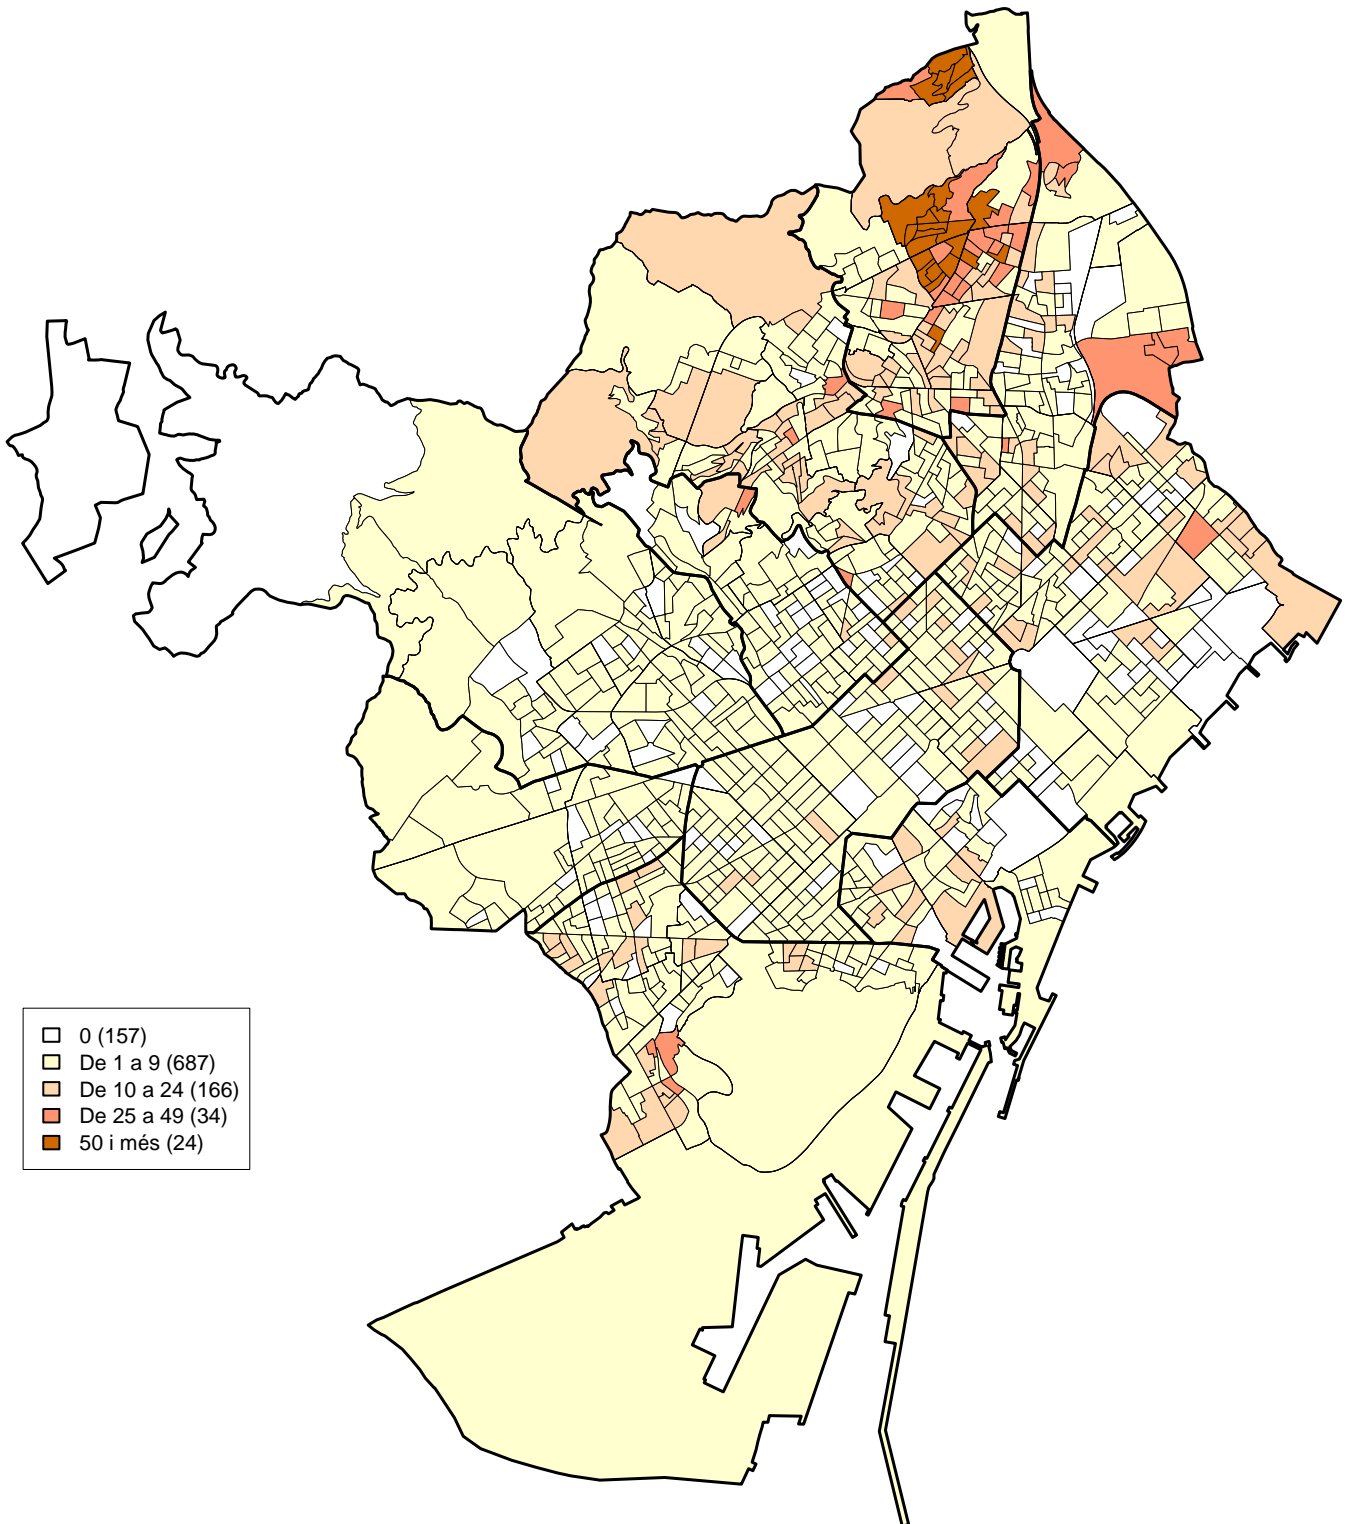 0 (157)
De 1 a 9 (687)
De 10 a 24 (166)
De 25 a 49 (34)
50 i més (24)